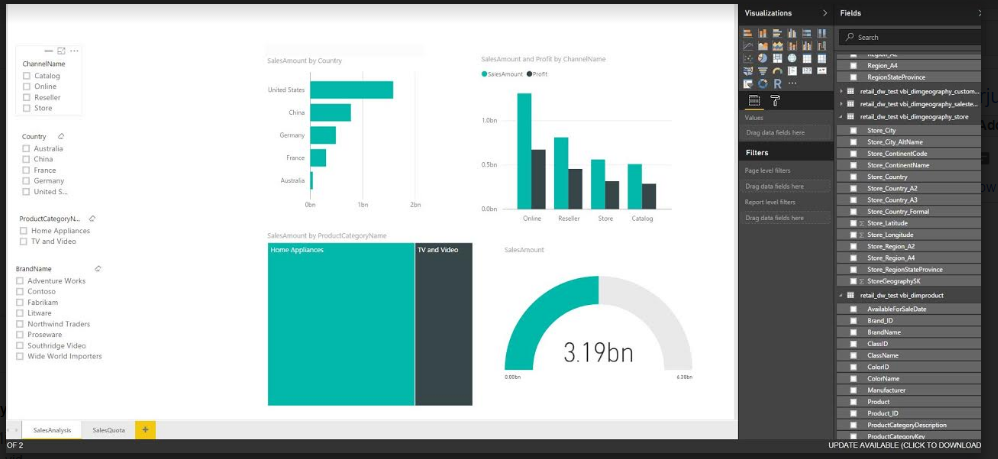 ChannelName
Catalog
Online
Reseller
Store
Country
Australia
China
France
Germany
United S...
ProductCategoryN...
Home Appliances
TV and Video
BrandName
Adventure Works
Contoso
Fabrikam
Litware
Northwind Traders
Proseware
Southridge Video
Wide World Importers
SalesAmount by Country
United States
China
Germany
France
Australia
0bn 1bn 2bn
SalesAmount and Profit by ChannelName
SalesAmount Profit
1.0bn
0.5bn
0.0bn
Online Reseller Store Catalog
SalesAmount by ProductCategoryName
Home Appliances
TV and Video
SalesAmount
3.19bn
0.00bn
SalesAnalysis SalesQuota +
OF 2
Visualizations >
R ...
Values
Drag data fields here
Filters
Page level filters
Drag data fields here
Report level filters
Drag data fields here
Fields
Search
Region_A4
RegionStateProvince
retail_dw_test vbi_dimgeography_custom...
retail_dw_test vbi_dimgeography_saleste...
retail_dw_test vbi_dimgeography_store
Store_City
Store_City_AltName
Store_ContinentCode
Store_ContinentName
Store_Country
Store_Country_A2
Store_Country_A3
Store_Country_Formal
Σ Store_Latitude
Σ Store_Longitude
Store_Region_A2
Store_Region_A4
Store_RegionStateProvince
Σ StoreGeographySK
retail_dw_test vbi_dimproduct
AvailableForSaleDate
Brand_ID
BrandName
ClassID
ClassName
ColorID
ColorName
Manufacturer
Product
Product_ID
ProductCategoryDescription
ProductCategoryKey
UPDATE AVAILABLE (CLICK TO DOWNLOAD